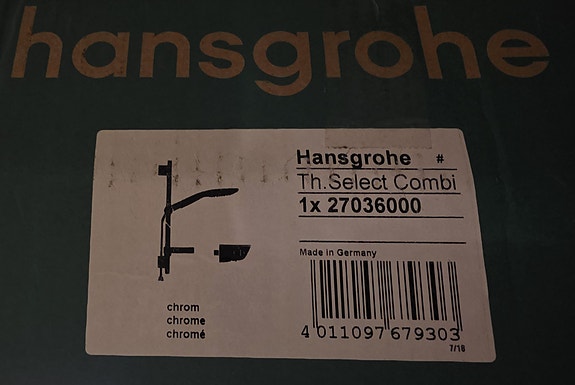 hansgrohe
Hansgrohe #
Th.Select Combi
1x 27036000
Made in Germany
chrom
chrome
chromé
4 011097 679303
7/18